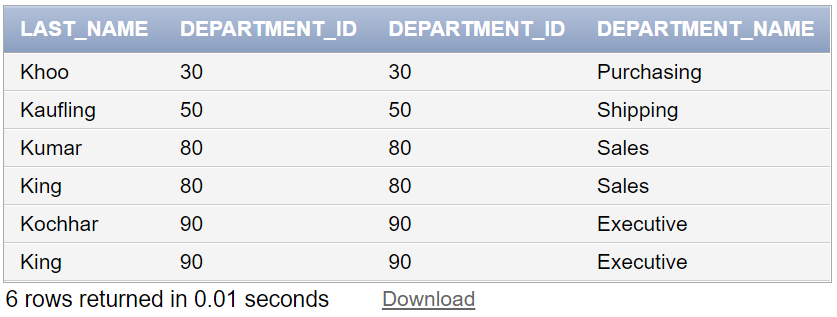 LAST_NAME DEPARTMENT_ID DEPARTMENT_ID DEPARTMENT_NAME
Khoo 30 30 Purchasing
Kaufling 50 50 Shipping
Kumar 80 80 Sales
King 80 80 Sales
Kochhar 90 90 Executive
King 90 90 Executive
6 rows returned in 0.01 seconds Download